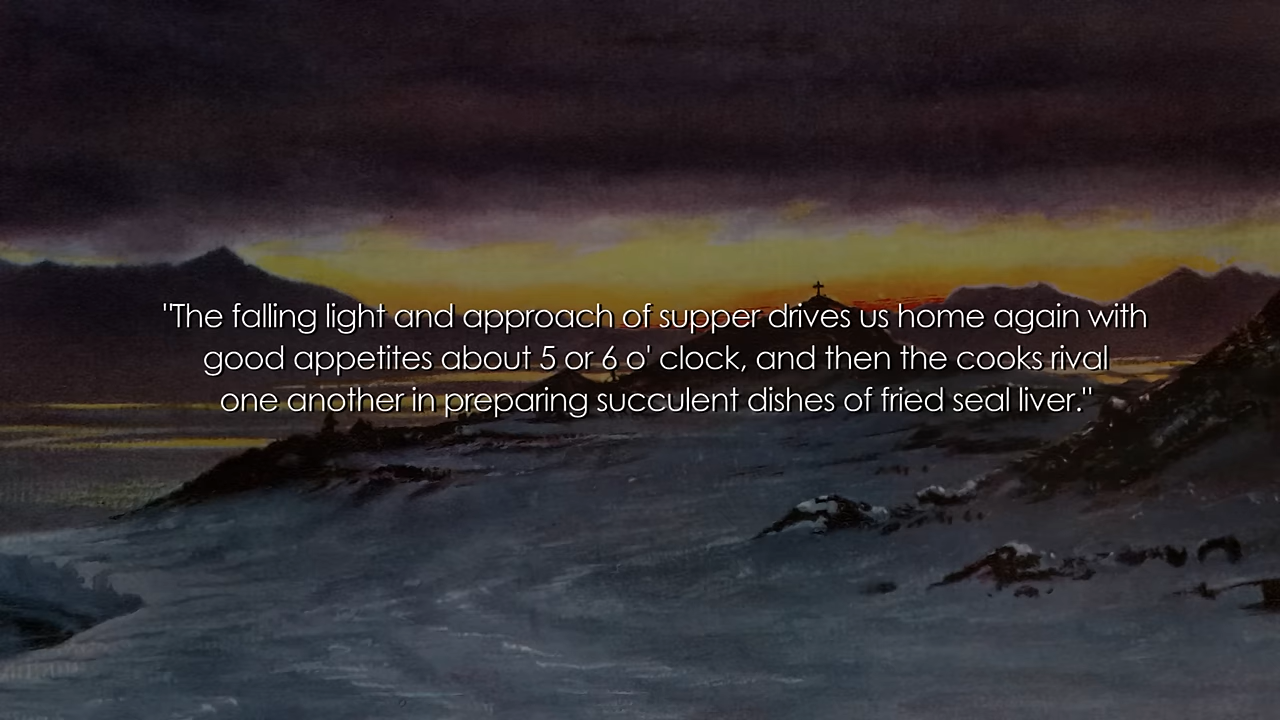 "The falling light and approach of supper drives us home again with
good appetites about 5 or 6 o' clock, and then the cooks rival
one another in preparing succulent dishes of fried seal liver."